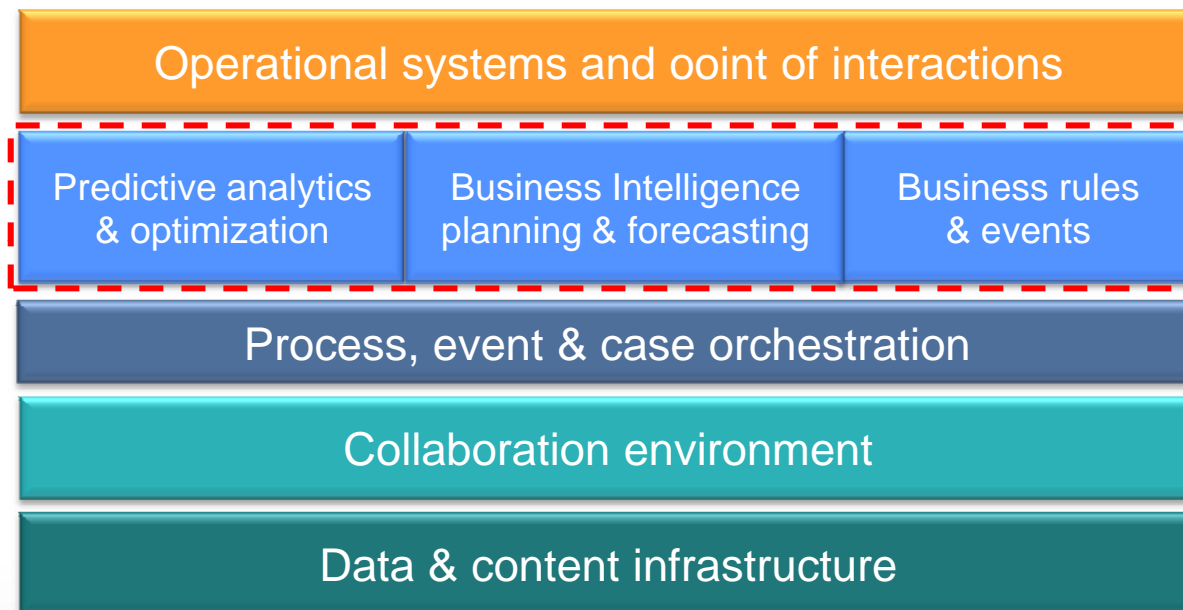 Operational systems and ooint of interactions
Predictive analytics
& optimization
Business Intelligence
planning & forecasting
Business rules
& events
Process, event & case orchestration
Collaboration environment
Data & content infrastructure